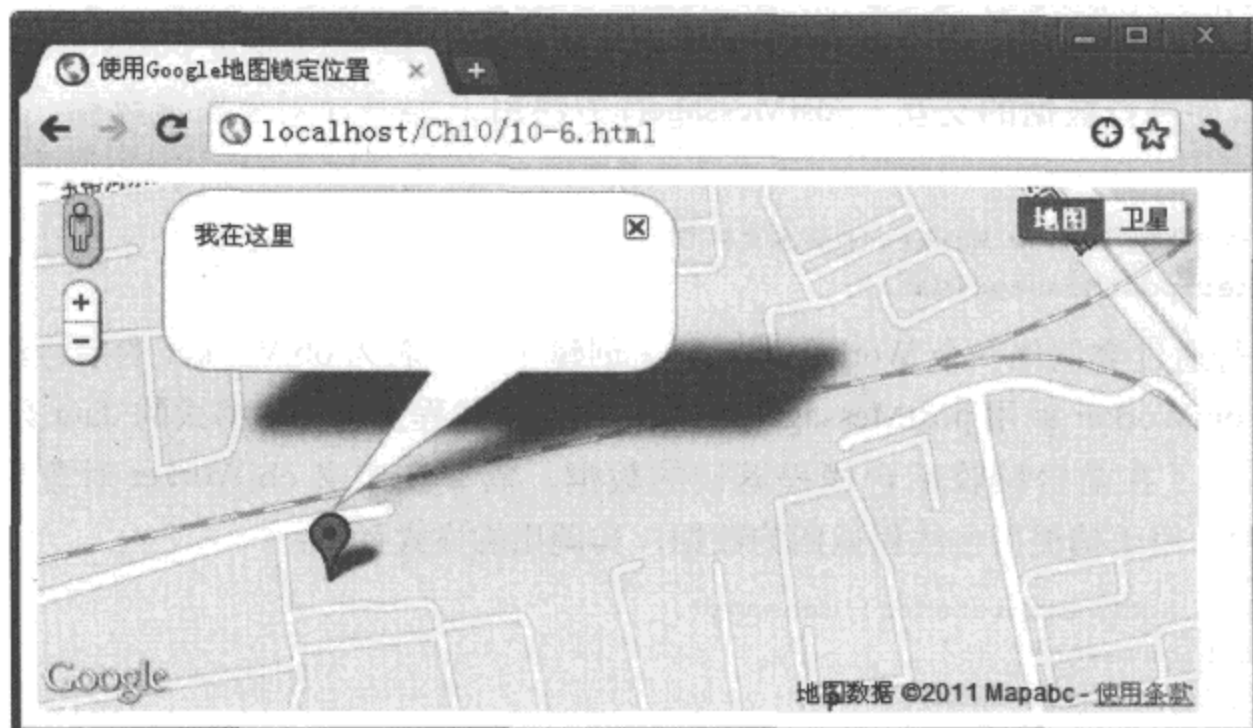 使用Google地图锁定位置
localhost/Ch10/10-6.html
我在这里
地图 卫星
+
-
Google
地图数据 ©2011 Mapabc - 使用条款